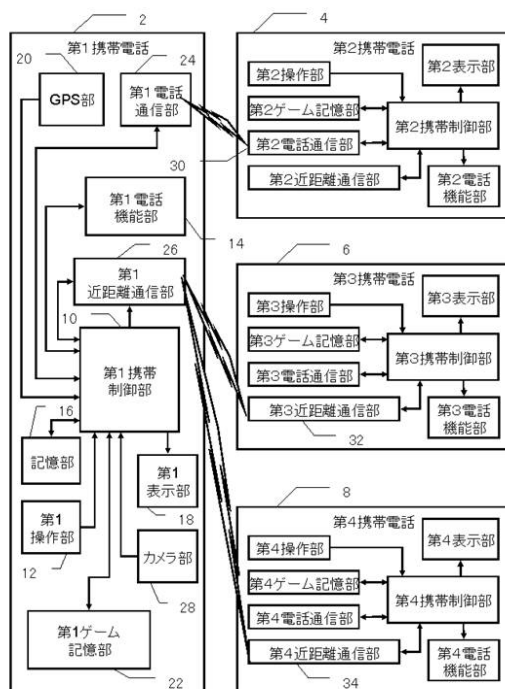 2
第1携帯電話
20
24
GPS部
第1電話
通信部
30
第1電話
機能部
14
26
第1
近距離通信部
10
第1携帯
制御部
16
記憶部
第1
表示部
18
第1
操作部
12
カメラ部
28
第1ゲーム
記憶部
22
4
第2携帯電話
第2操作部
第2表示部
第2ゲーム記憶部
第2携帯制御部
第2電話通信部
第2近距離通信部
第2電話
機能部
6
第3携帯電話
第3操作部
第3表示部
第3ゲーム記憶部
第3携帯制御部
第3電話通信部
第3近距離通信部
第3電話
機能部
32
8
第4携帯電話
第4操作部
第4表示部
第4ゲーム記憶部
第4携帯制御部
第4電話通信部
第4近距離通信部
第4電話
機能部
34